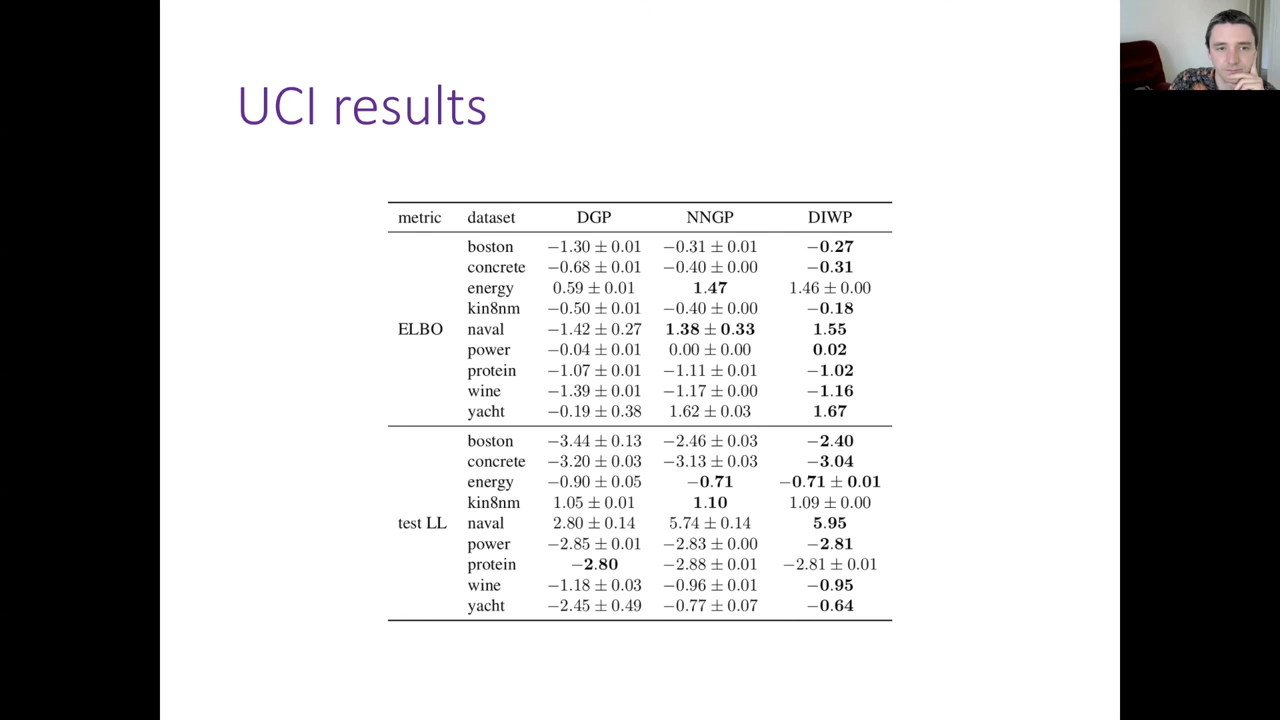 UCI results
metric dataset DGP NNGP DIWP
boston −1.30 ± 0.01 −0.31 ± 0.01 −0.27
concrete −0.68 ± 0.01 −0.40 ± 0.00 −0.31
energy 0.59 ± 0.01 1.47 1.46 ± 0.00
kin8nm −0.50 ± 0.01 −0.40 ± 0.00 −0.18
ELBO naval −1.42 ± 0.27 1.38 ± 0.33 1.55
power −0.04 ± 0.01 0.00 ± 0.00 0.02
protein −1.07 ± 0.01 −1.11 ± 0.01 −1.02
wine −1.39 ± 0.01 −1.17 ± 0.00 −1.16
yacht −0.19 ± 0.38 1.62 ± 0.03 1.67
boston −3.44 ± 0.13 −2.46 ± 0.03 −2.40
concrete −3.20 ± 0.03 −3.13 ± 0.03 −3.04
energy −0.90 ± 0.05 −0.71 −0.71 ± 0.01
kin8nm 1.05 ± 0.01 1.10 1.09 ± 0.00
test LL naval 2.80 ± 0.14 5.74 ± 0.14 5.95
power −2.85 ± 0.01 −2.83 ± 0.00 −2.81
protein −2.80 −2.88 ± 0.01 −2.81 ± 0.01
wine −1.18 ± 0.03 −0.96 ± 0.01 −0.95
yacht −2.45 ± 0.49 −0.77 ± 0.07 −0.64